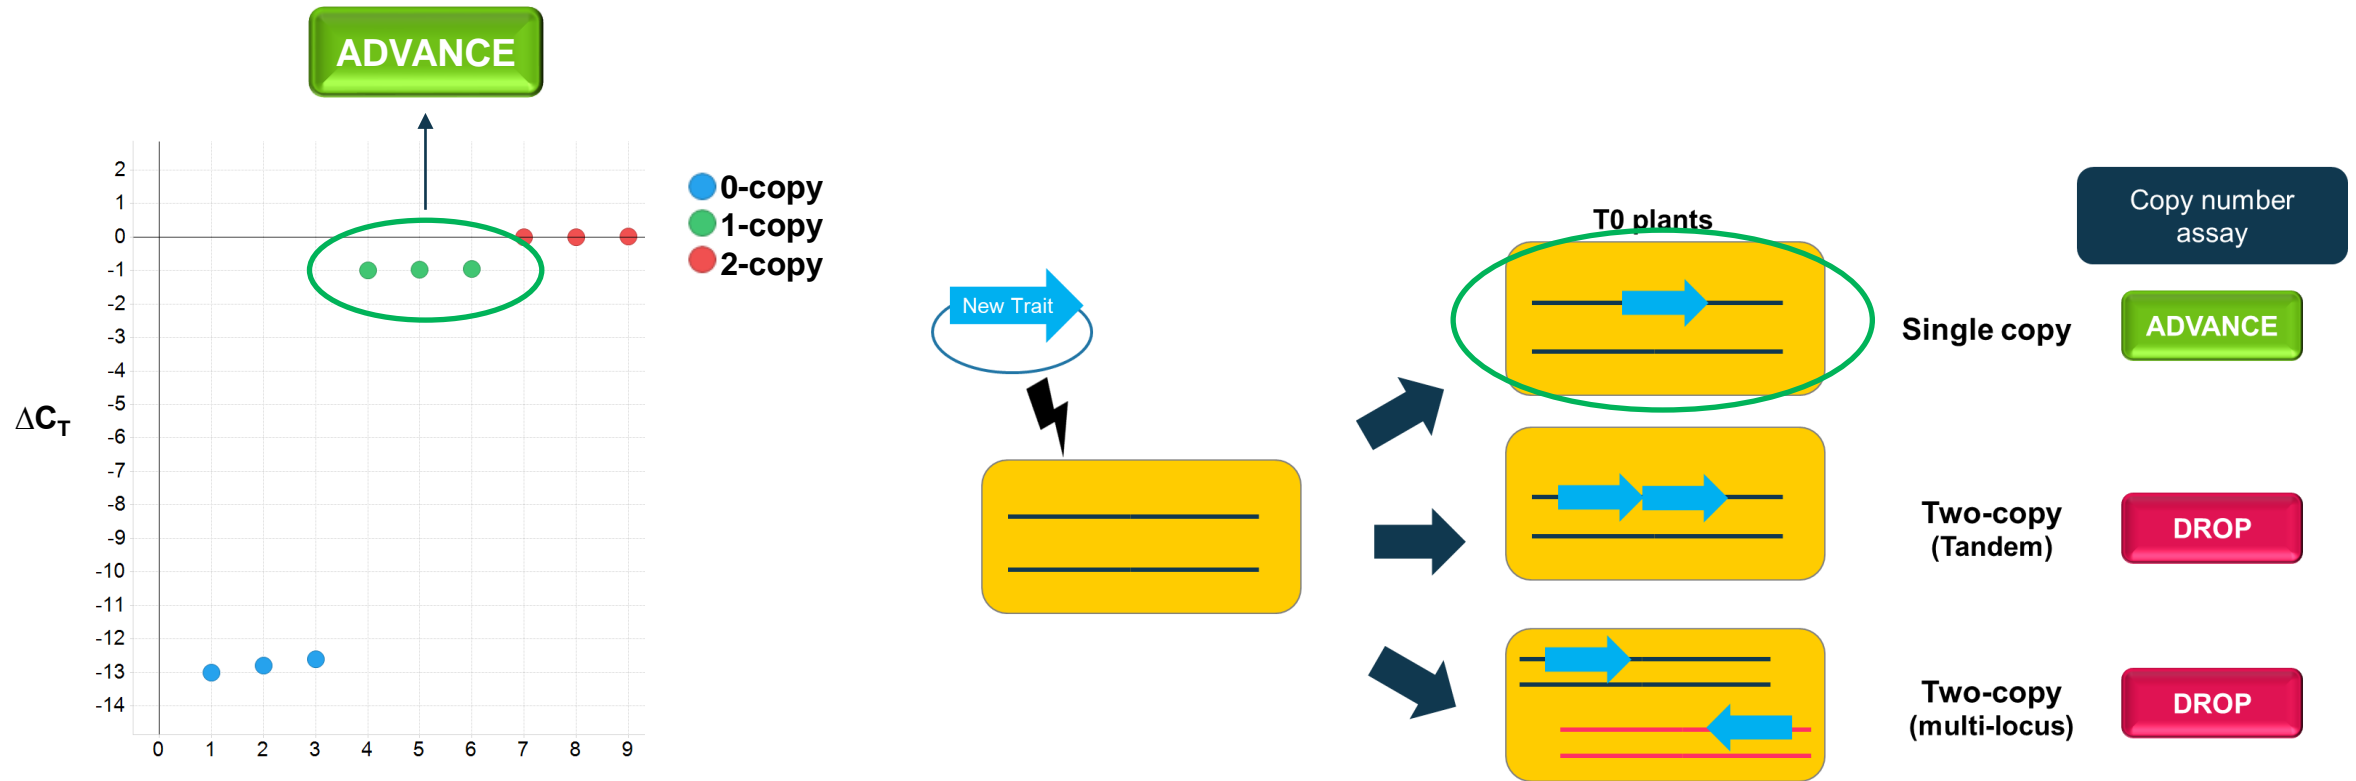 ADVANCE
2
1
0
-1
-2
-3
-4
-5
-6
-7
-8
-9
-10
-11
-12
-13
-14
ΔCT
0 1 2 3 4 5 6 7 8 9
0-copy
1-copy
2-copy
New Trait
T0 plants
Copy number
assay
Single copy
ADVANCE
Two-copy
(Tandem)
DROP
Two-copy
(multi-locus)
DROP